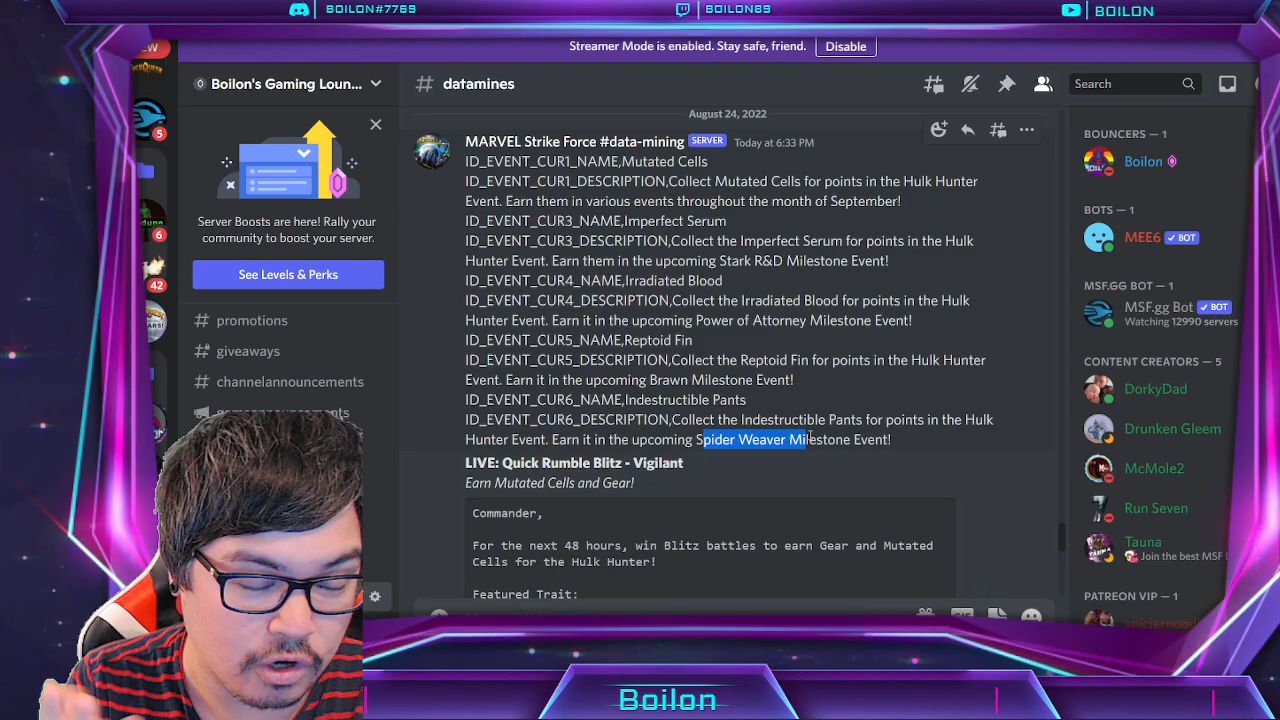 BOILON#7769
BOILON89
BOILON
Streamer Mode is enabled. Stay safe, friend.
Disable
5
6
42
Boilon's Gaming Loun...
Server Boosts are here! Rally your
community to boost your server.
See Levels & Perks
# promotions
giveaways
# channelannouncements
# datamines
Search
August 24, 2022
MARVEL Strike Force #data-mining SERVER Today at 6:33 PM
ID_EVENT_CUR1_NAME,Mutated Cells
ID_EVENT_CUR1_DESCRIPTION,Collect Mutated Cells for points in the Hulk Hunter
Event. Earn them in various events throughout the month of September!
ID_EVENT_CUR3_NAME,Imperfect Serum
ID_EVENT_CUR3_DESCRIPTION,Collect the Imperfect Serum for points in the Hulk
Hunter Event. Earn them in the upcoming Stark R&D Milestone Event!
ID_EVENT_CUR4_NAME,Irradiated Blood
ID_EVENT_CUR4_DESCRIPTION,Collect the Irradiated Blood for points in the Hulk
Hunter Event. Earn it in the upcoming Power of Attorney Milestone Event!
ID_EVENT_CUR5_NAME,Reptoid Fin
ID_EVENT_CUR5_DESCRIPTION,Collect the Reptoid Fin for points in the Hulk Hunter
Event. Earn it in the upcoming Brawn Milestone Event!
ID_EVENT_CUR6_NAME,Indestructible Pants
ID_EVENT_CUR6_DESCRIPTION,Collect the Indestructible Pants for points in the Hulk
Hunter Event. Earn it in the upcoming Spider Weaver Milestone Event!
LIVE: Quick Rumble Blitz - Vigilant
Earn Mutated Cells and Gear!
Commander,
For the next 48 hours, win Blitz battles to earn Gear and Mutated
Cells for the Hulk Hunter!
Featured Trait:
GIF
BOUNCERS — 1
Boilon
BOTS — 1
MEE6 BOT
MSF.GG BOT — 1
MSF.gg Bot BOT
Watching 12990 servers
CONTENT CREATORS — 5
DorkyDad
Drunken Gleem
McMole2
Run Seven
Tauna
Join the best MSF
PATREON VIP — 1
Boilon